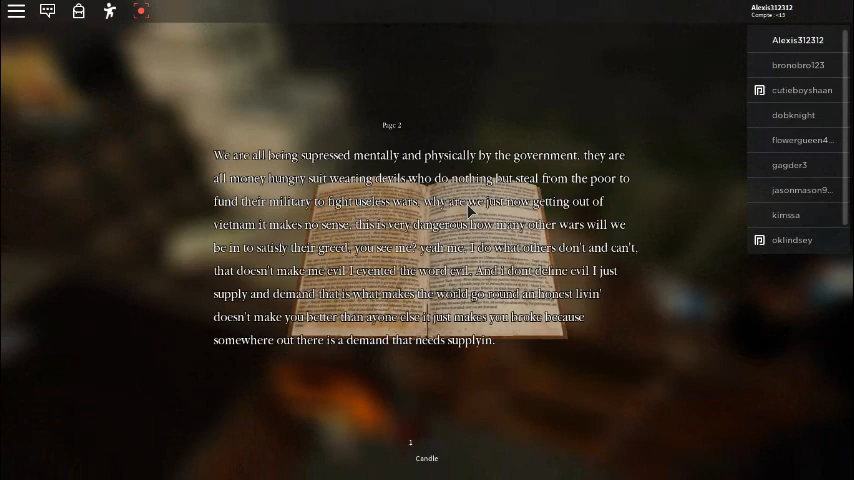 Alexis312312
Compte: <13
Alexis312312
bronobro123
cutieboyshaan
dobknight
flowergueen4...
gagder3
jasonmason9...
kimssa
oklindsey
Page 2
We are all being supressed mentally and physically by the government. they are
all money hungry suit wearing devils who do nothing but steal from the poor to
fund their military to fight useless wars. why are we just now getting out of
vietnam it makes no sense, this is very dangerous how many other wars will we
be in to satisfy their greed, you see me? yeah me. I do what others don't and can't,
that doesn't make me evil I evented the word evil. And i dont define evil I just
supply and demand that is what makes the world go round an honest livin'
doesn't make you better than ayone else it just makes you broke because
somewhere out there is a demand that needs supplyin.
1
Candle